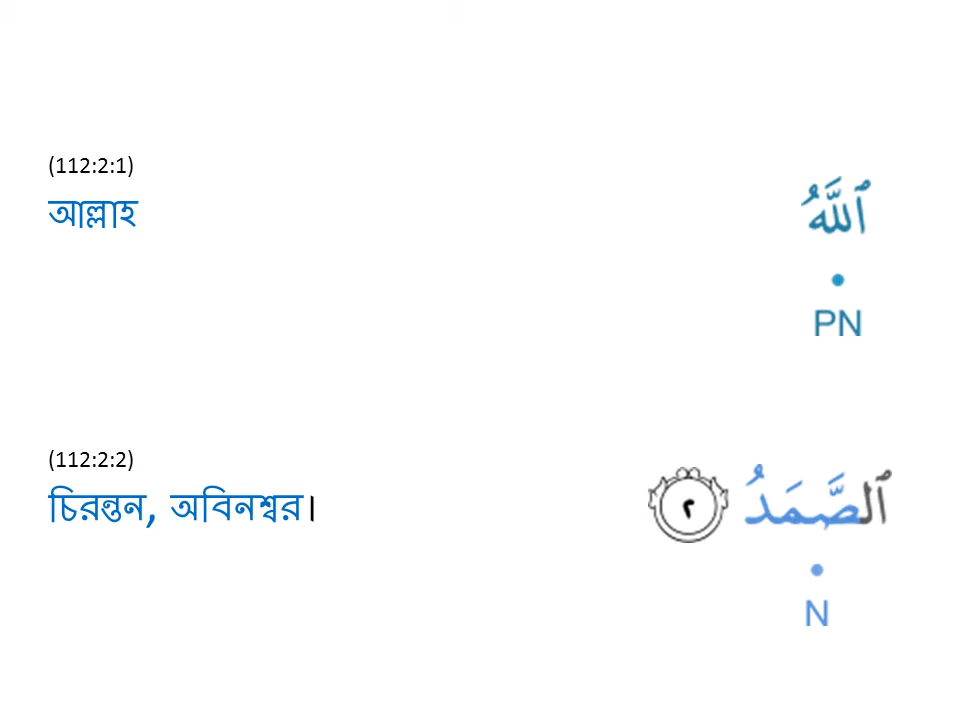 (112:2:1)
আল্লাহ
ٱللَّهُ
PN
(112:2:2)
চিরন্তন, অবিনশ্বর।
ٱلصَّمَدُ ٢
N